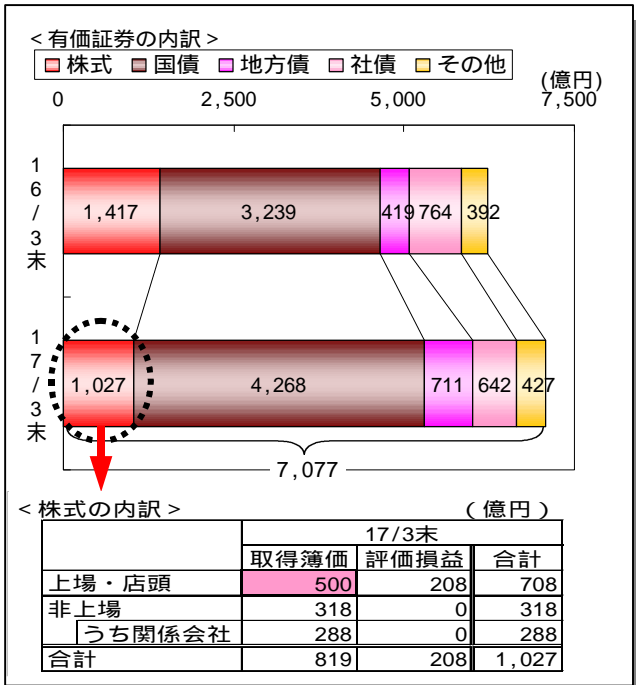 ＜有価証券の内訳＞
株式 国債 地方債 社債 その他
(億円)
0 2,500 5,000 7,500
16/3末
1,417 3,239 419 764 392
17/3末
1,027 4,268 711 642 427
7,077
＜株式の内訳＞ (億円)
17/3末
取得簿価 評価損益 合計
上場・店頭 500 208 708
非上場 318 0 318
うち関係会社 288 0 288
合計 819 208 1,027